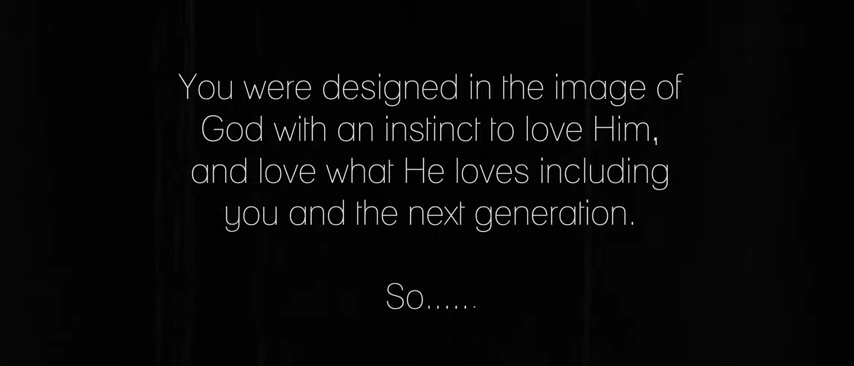 You were designed in the image of
God with an instinct to love Him,
and love what He loves including
you and the next generation.
So......